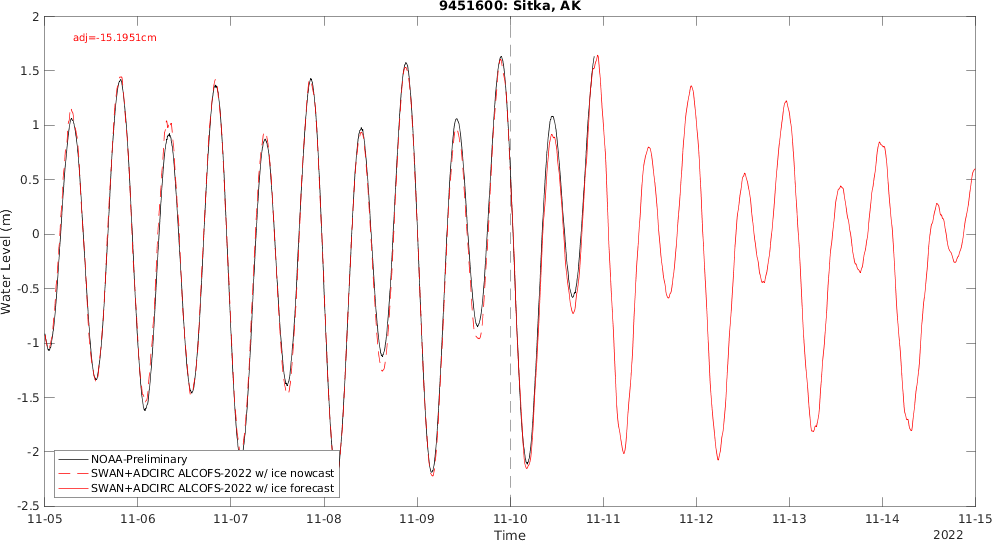 9451600: Sitka, AK
adj=-15.1951cm
Water Level (m)
2
1.5
1
0.5
0
-0.5
-1
-1.5
-2
-2.5
NOAA-Preliminary
SWAN+ADCIRC ALCOFS-2022 w/ ice nowcast
SWAN+ADCIRC ALCOFS-2022 w/ ice forecast
11-05 11-06 11-07 11-08 11-09 11-10 11-11 11-12 11-13 11-14 11-15
Time
2022